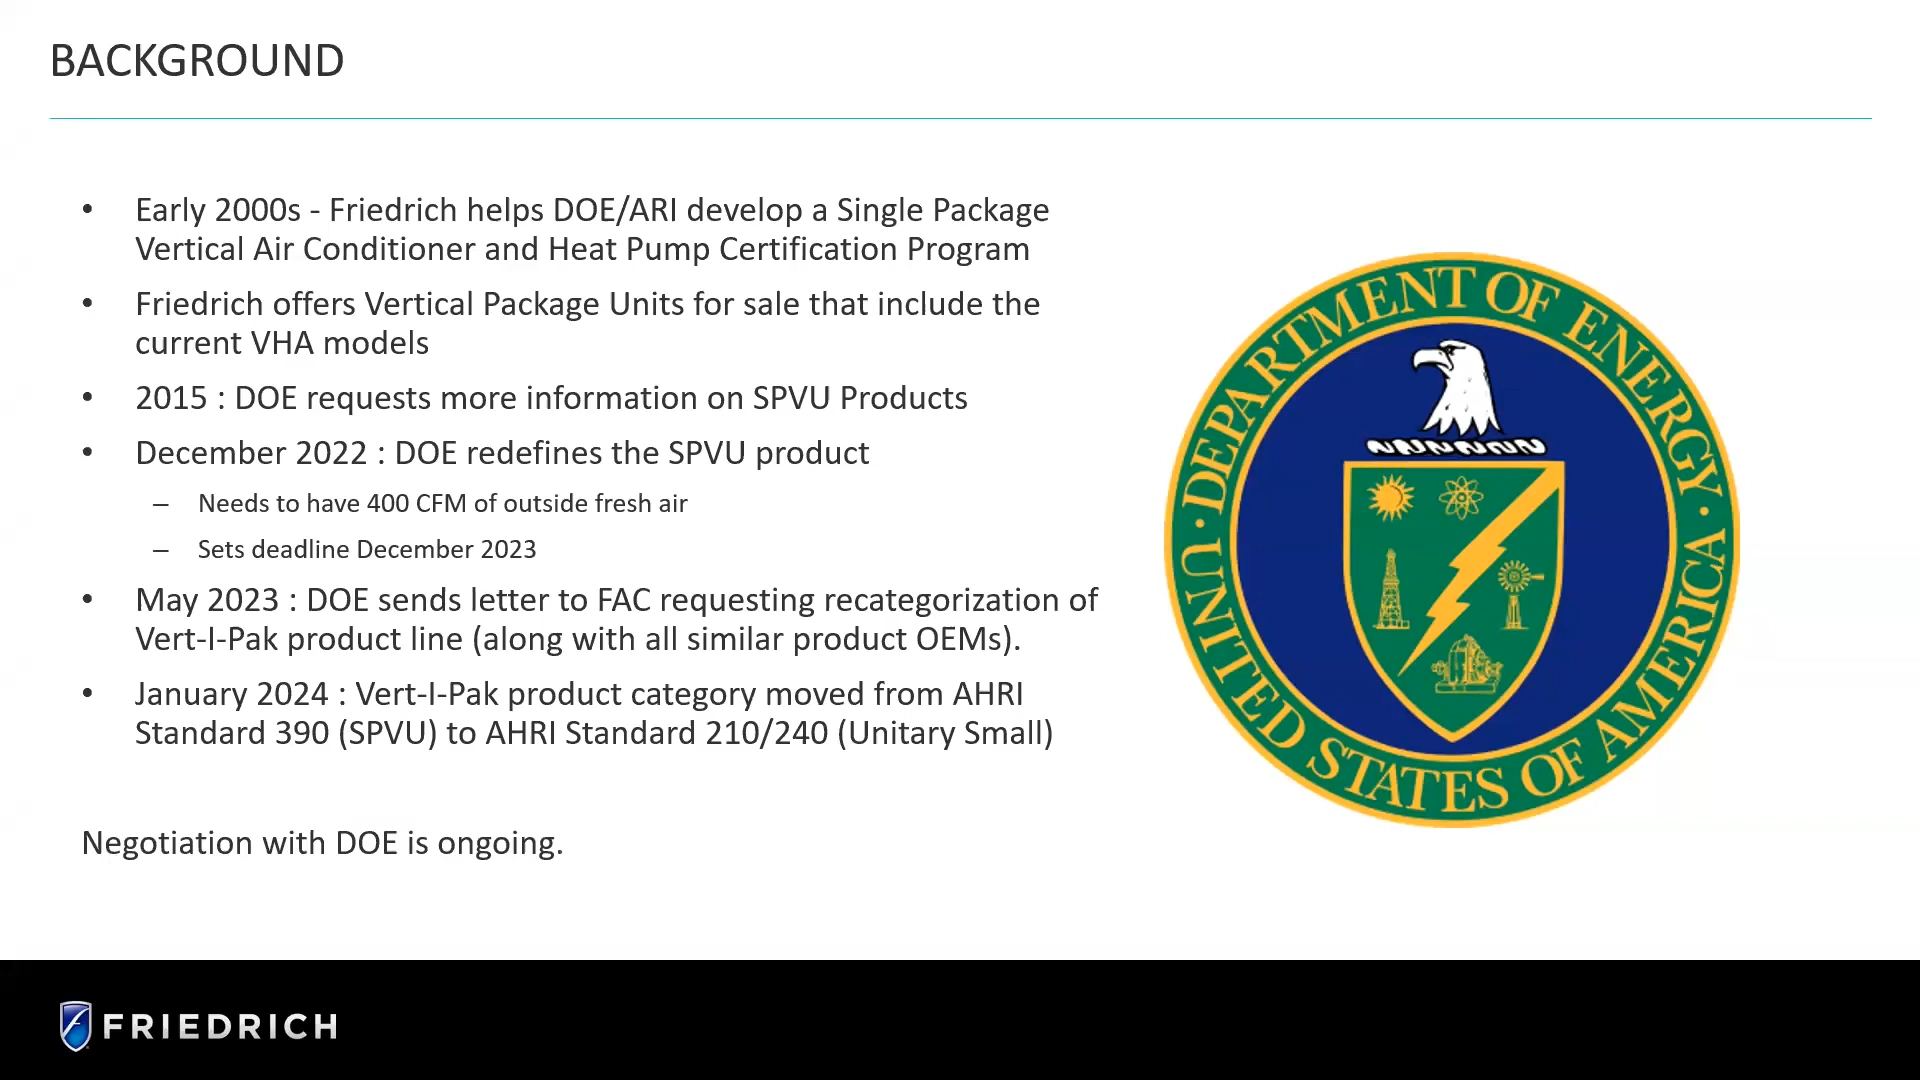 BACKGROUND
• Early 2000s - Friedrich helps DOE/ARI develop a Single Package
Vertical Air Conditioner and Heat Pump Certification Program
• Friedrich offers Vertical Package Units for sale that include the
current VHA models
• 2015 : DOE requests more information on SPVU Products
• December 2022 : DOE redefines the SPVU product
– Needs to have 400 CFM of outside fresh air
– Sets deadline December 2023
• May 2023 : DOE sends letter to FAC requesting recategorization of
Vert-I-Pak product line (along with all similar product OEMs).
• January 2024 : Vert-I-Pak product category moved from AHRI
Standard 390 (SPVU) to AHRI Standard 210/240 (Unitary Small)
Negotiation with DOE is ongoing.
DEPARTMENT OF ENERGY
UNITED STATES OF AMERICA
FRIEDRICH